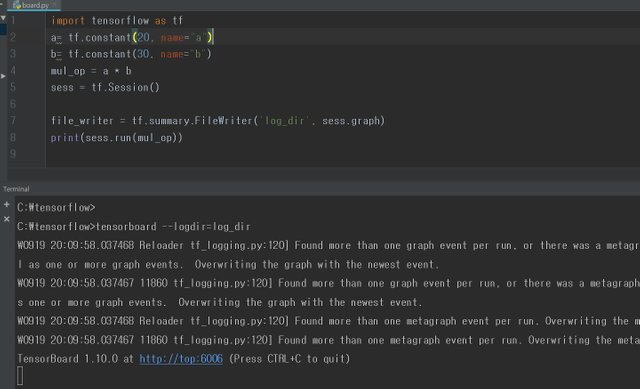 board.py
1 import tensorflow as tf
2 a= tf.constant(20, name="a")
3 b= tf.constant(30, name="b")
4 mul_op = a * b
5 sess = tf.Session()
6
7 file_writer = tf.summary.FileWriter('log_dir', sess.graph)
8 print(sess.run(mul_op))
9
Terminal
C:₩tensorflow>
C:₩tensorflow>tensorboard --logdir=log_dir
W0919 20:09:58.037468 Reloader tf_logging.py:120] Found more than one graph event per run, or there was a metagr
l as one or more graph events.  Overwriting the graph with the newest event.
W0919 20:09:58.037467 11860 tf_logging.py:120] Found more than one graph event per run, or there was a metagraph
s one or more graph events.  Overwriting the graph with the newest event.
W0919 20:09:58.037468 Reloader tf_logging.py:120] Found more than one metagraph event per run. Overwriting the m
W0919 20:09:58.037467 11860 tf_logging.py:120] Found more than one metagraph event per run. Overwriting the meta
TensorBoard 1.10.0 at http://top:6006 (Press CTRL+C to quit)